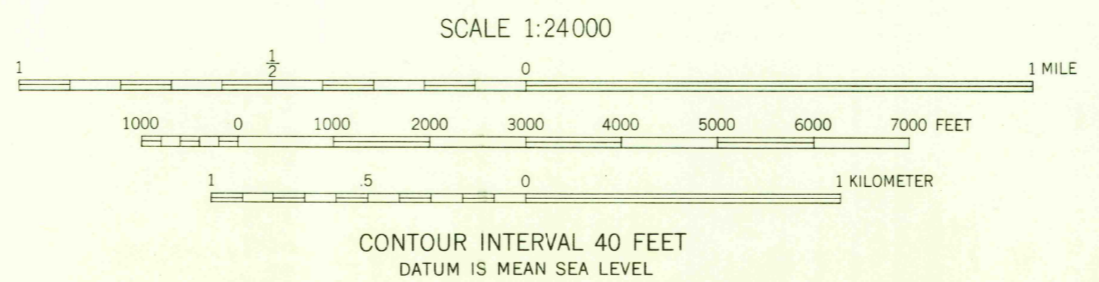 SCALE 1:24000
1 1/2 0 1 MILE
1000 0 1000 2000 3000 4000 5000 6000 7000 FEET
1 .5 0 1 KILOMETER
CONTOUR INTERVAL 40 FEET
DATUM IS MEAN SEA LEVEL